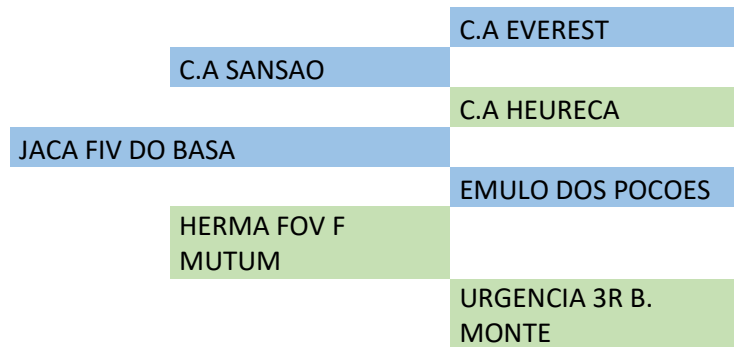 C.A EVEREST
C.A SANSAO
C.A HEURECA
JACA FIV DO BASA
EMULO DOS POCOES
HERMA FOV F
MUTUM
URGENCIA 3R B.
MONTE